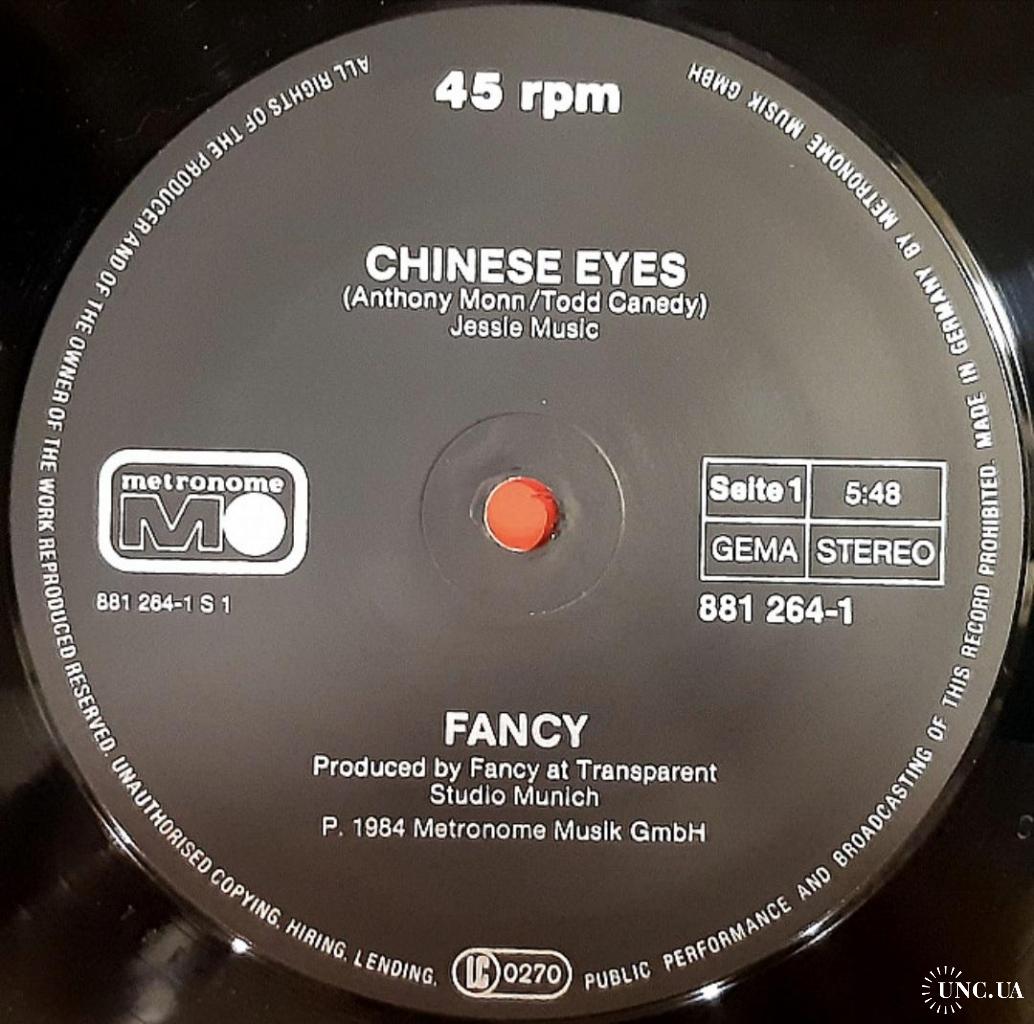 45 rpm
CHINESE EYES
(Anthony Monn/Todd Canedy)
Jessie Music
metronome
M
881 264-1 S 1
Seite 1
5:48
GEMA
STEREO
881 264-1
FANCY
Produced by Fancy at Transparent
Studio Munich
P. 1984 Metronome Musik GmbH
ALL RIGHTS OF THE PRODUCER AND OF THE OWNER OF THE WORK REPRODUCED RESERVED. UNAUTHORISED COPYING, HIRING, LENDING, PUBLIC PERFORMANCE AND BROADCASTING OF THIS RECORD PROHIBITED. MADE IN GERMANY BY METRONOME MUSIK GMBH
LC 0270
UNC.UA